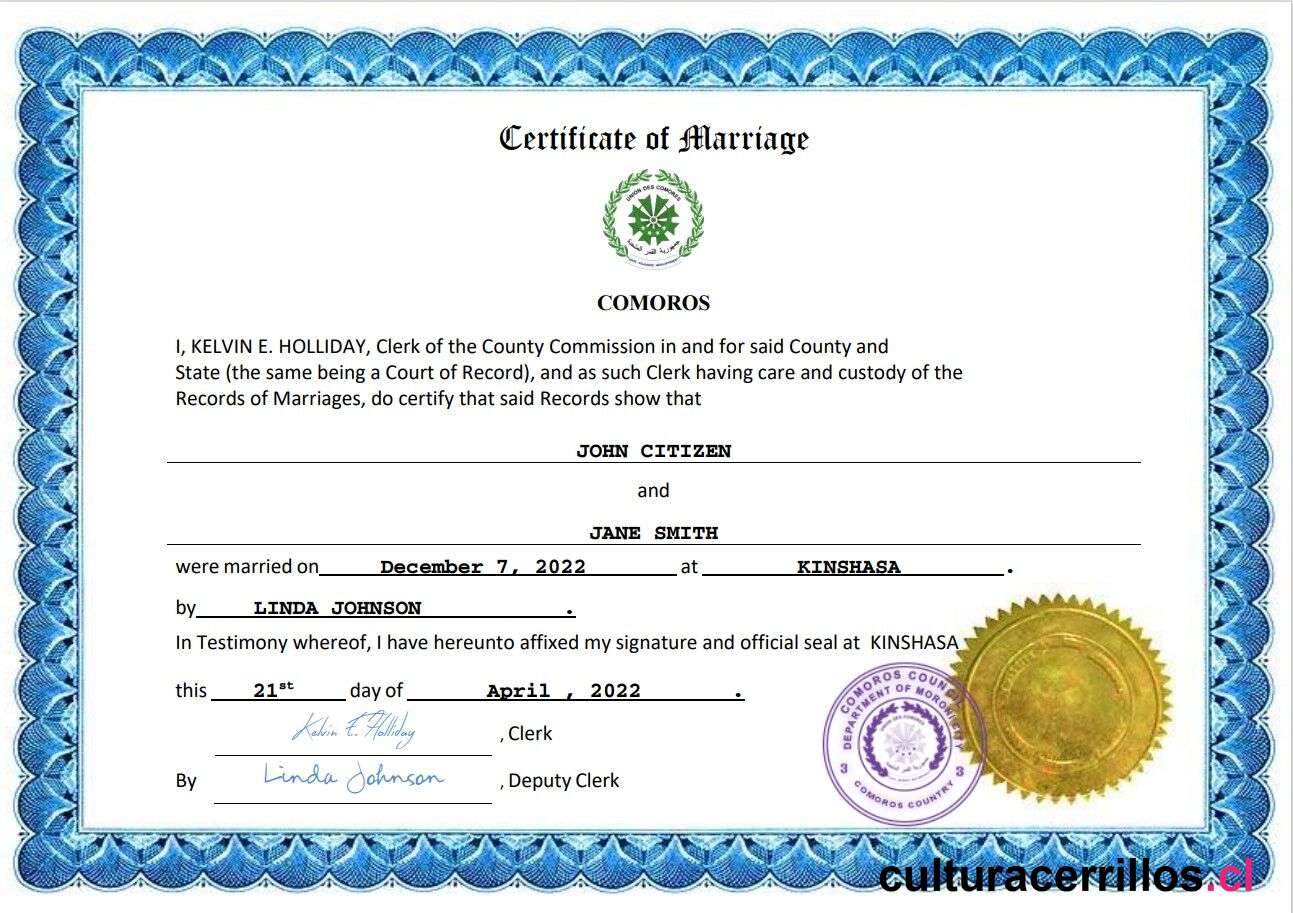 Certificate of Marriage
UNION DES COMORES
COMOROS
I, KELVIN E. HOLLIDAY, Clerk of the County Commission in and for said County and
State (the same being a Court of Record), and as such Clerk having care and custody of the
Records of Marriages, do certify that said Records show that
JOHN CITIZEN
and
JANE SMITH
were married on December 7, 2022 at KINSHASA .
by LINDA JOHNSON .
In Testimony whereof, I have hereunto affixed my signature and official seal at KINSHASA
this 21st day of April , 2022 .
Kelvin E. Holliday , Clerk
By Linda Johnson , Deputy Clerk
COMOROS COUNCIL
DEPARTMENT OF MORONI CITY
3 3
COMOROS COUNTRY
culturacerrillos.cl